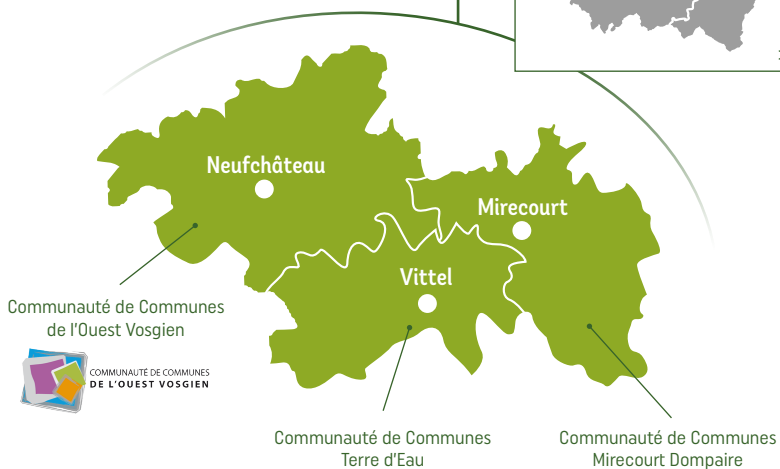 Neufchâteau
Mirecourt
Vittel
Communauté de Communes
de l'Ouest Vosgien
COMMUNAUTÉ DE COMMUNES
DE L'OUEST VOSGIEN
Communauté de Communes
Terre d'Eau
Communauté de Communes
Mirecourt Dompaire